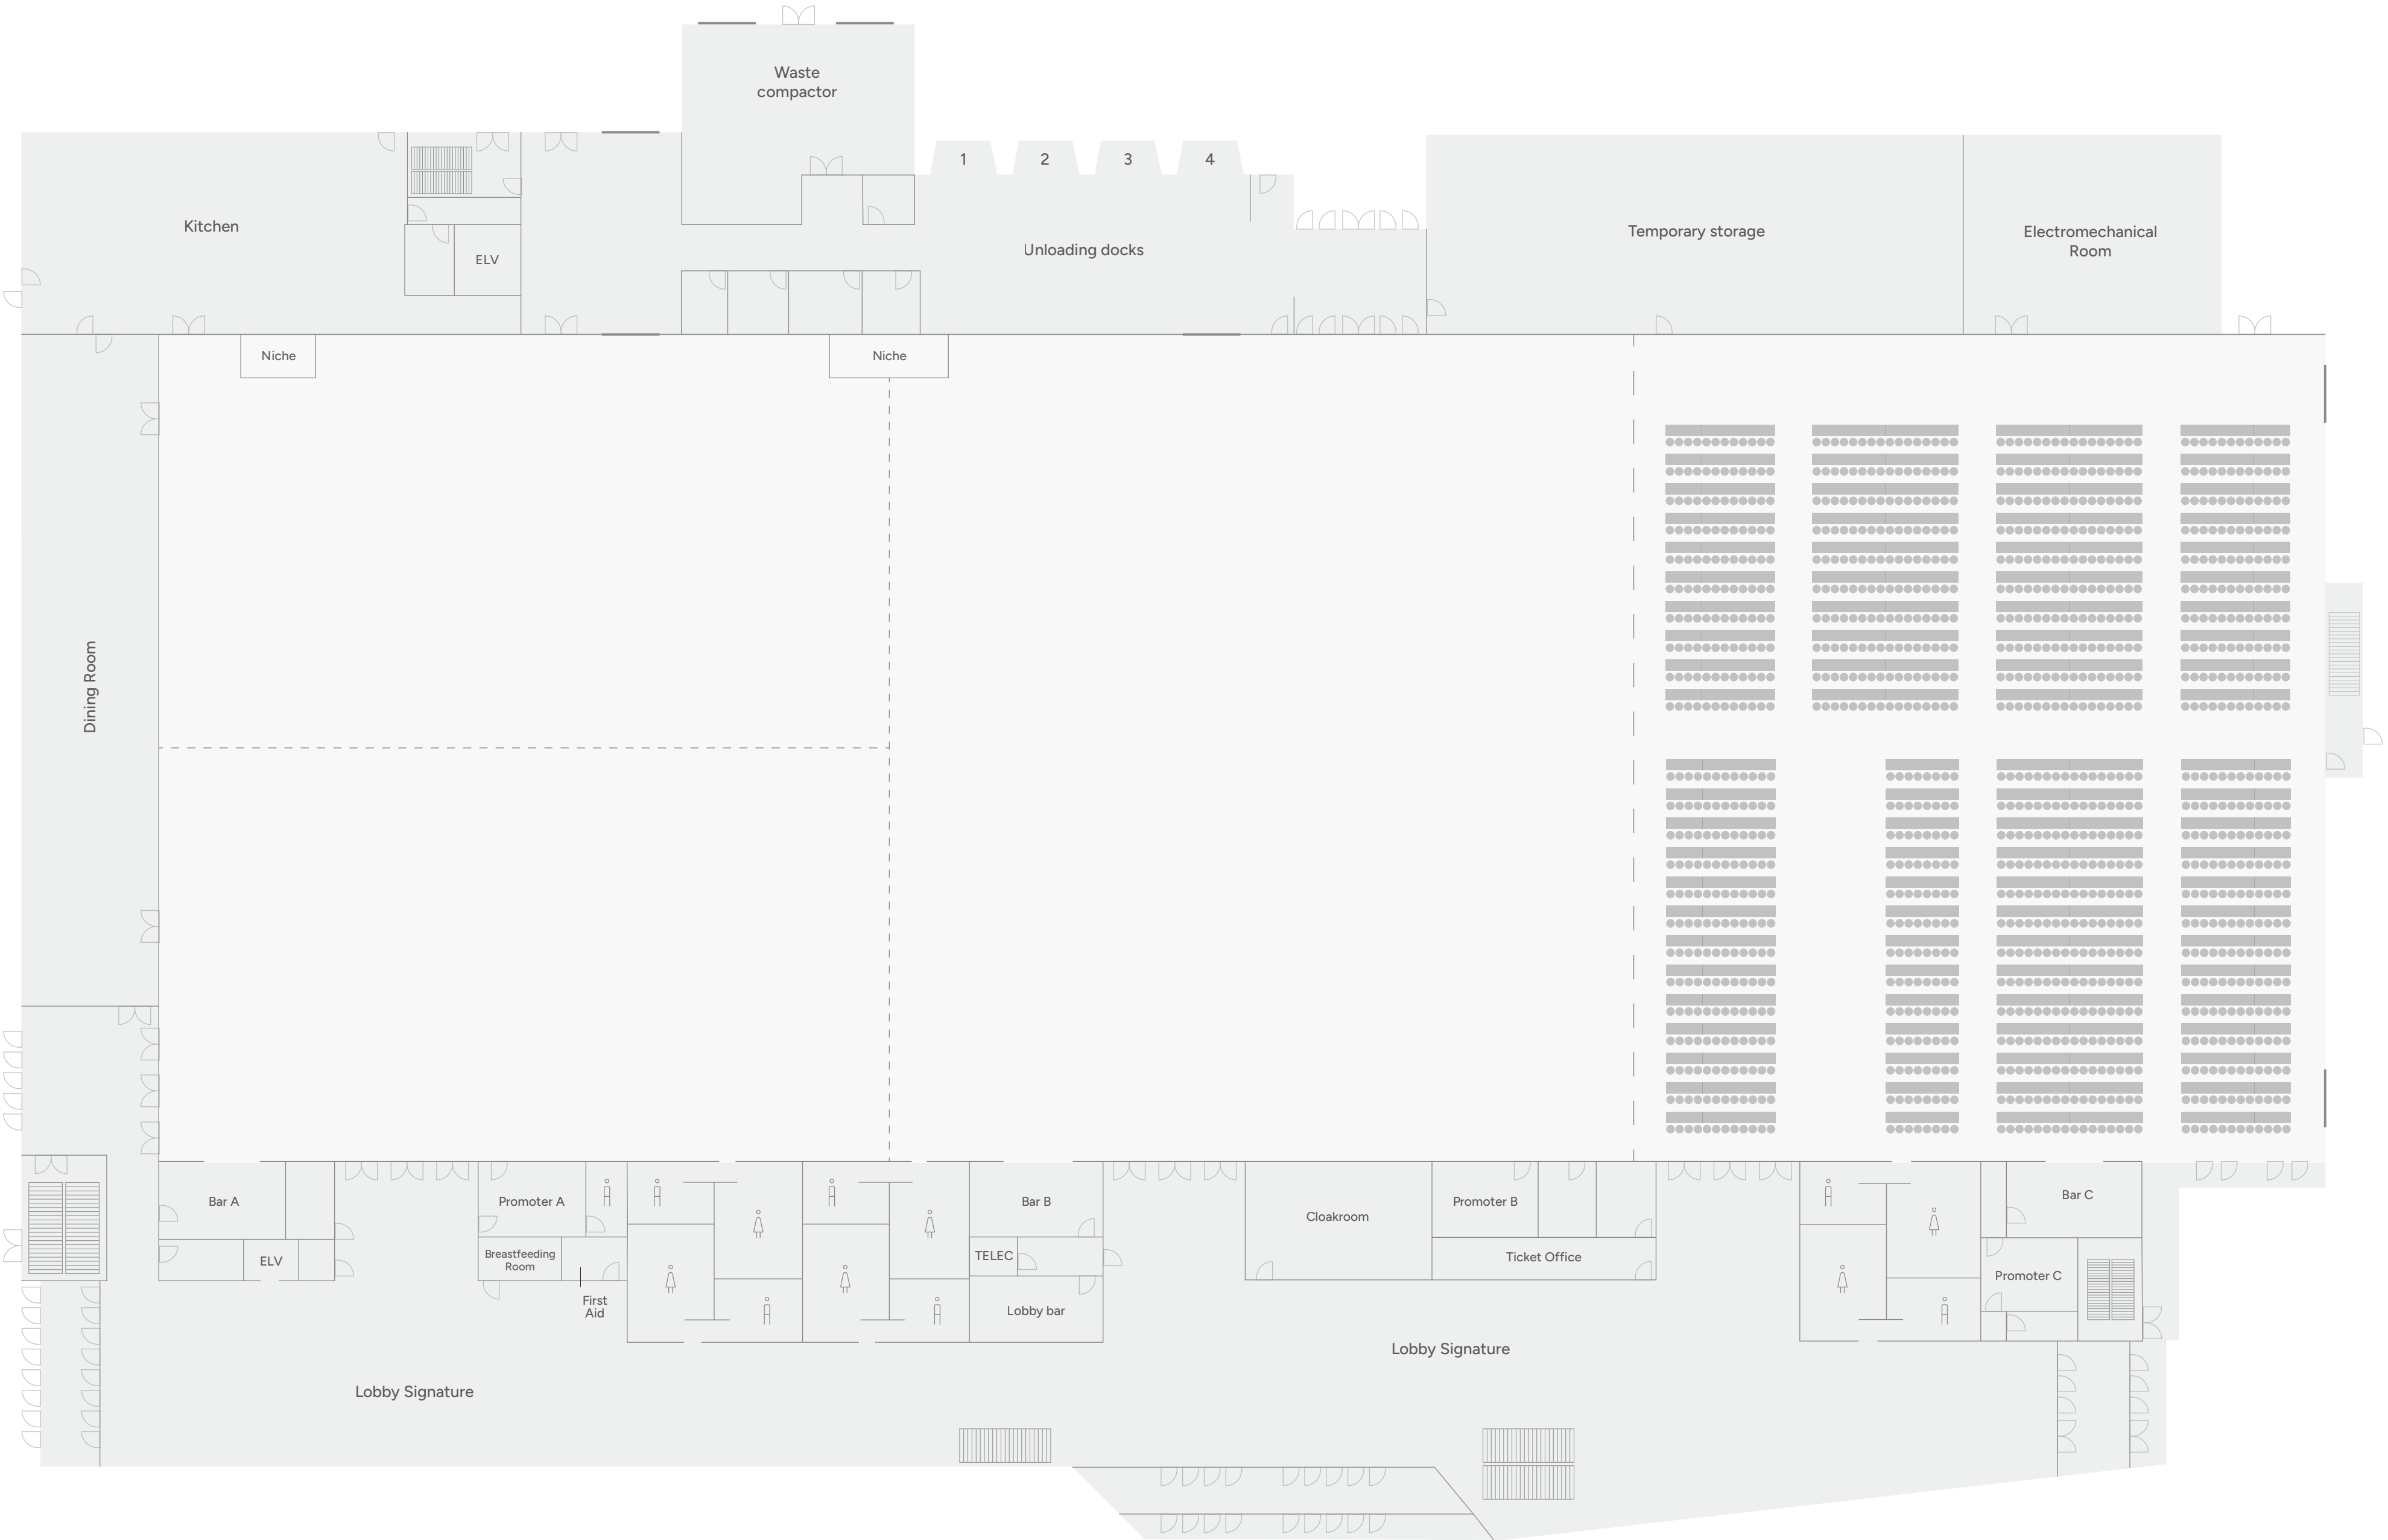 Waste
compactor
1
2
3
4
Kitchen
ELV
Unloading docks
Temporary storage
Electromechanical
Room
Niche
Niche
Dining Room
Bar A
ELV
Promoter A
Breastfeeding
Room
First
Aid
Bar B
TELEC
Lobby bar
Cloakroom
Promoter B
Ticket Office
Bar C
Promoter C
Lobby Signature
Lobby Signature